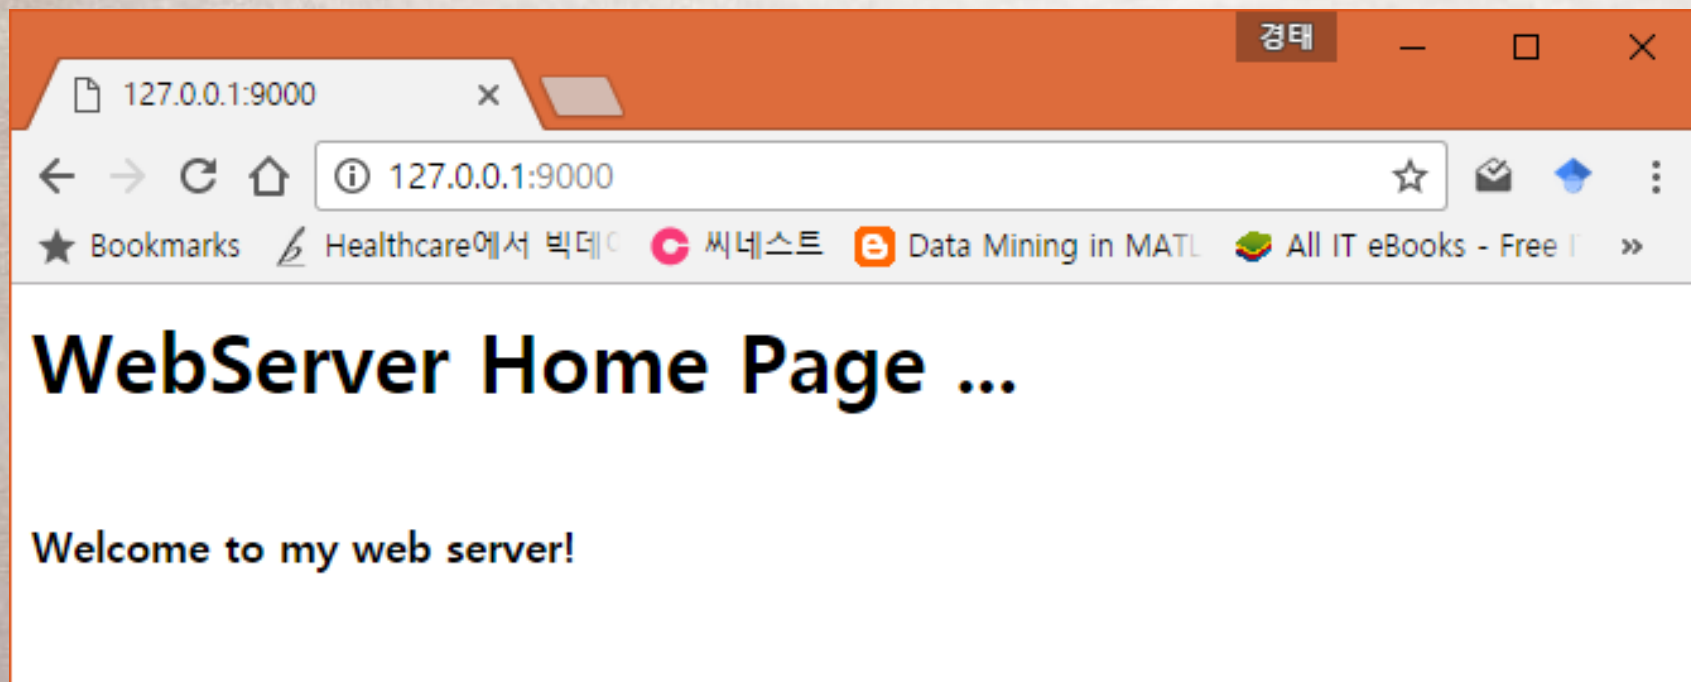 경태
127.0.0.1:9000
127.0.0.1:9000
Bookmarks Healthcare에서 빅데이 씨네스트 Data Mining in MATL All IT eBooks - Free
WebServer Home Page ...
Welcome to my web server!